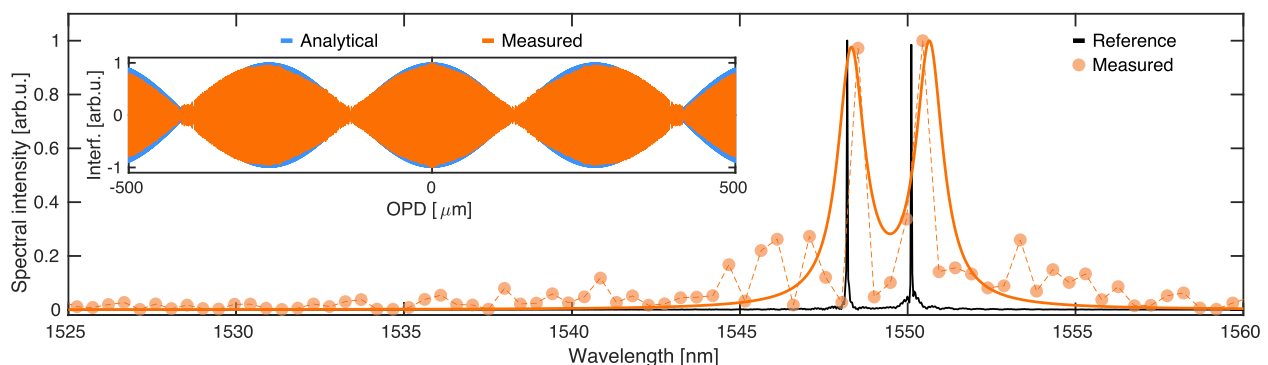 Analytical
Measured
Interf. [arb.u.]
1
0
-1
-500
0
500
OPD [ μm]
Reference
Measured
Spectral intensity [arb.u.]
1
0.8
0.6
0.4
0.2
0
1525
1530
1535
1540
1545
1550
1555
1560
Wavelength [nm]